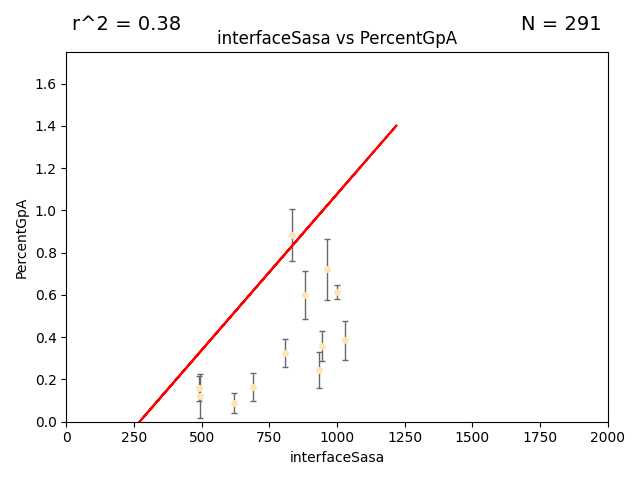 r^2 = 0.38
N = 291
interfaceSasa vs PercentGpA
PercentGpA
1.6
1.4
1.2
1.0
0.8
0.6
0.4
0.2
0.0
0 250 500 750 1000 1250 1500 1750 2000
interfaceSasa